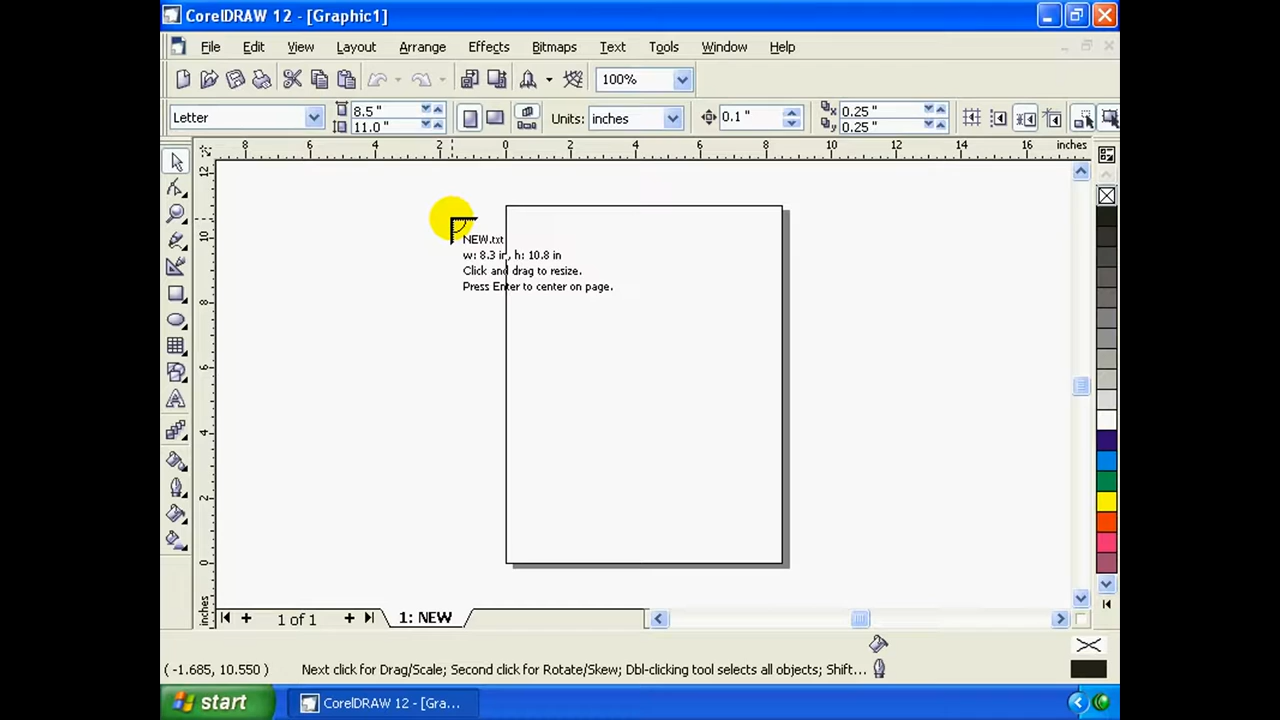 CorelDRAW 12 - [Graphic1]
File Edit View Layout Arrange Effects Bitmaps Text Tools Window Help
100%
Letter 8.5 " 11.0 " Units: inches 0.1 " x 0.25 " y 0.25 "
8 6 4 2 0 2 4 6 8 10 12 14 16 inches
12
10
8
6
4
2
0
inches
NEW.txt
w: 8.3 in, h: 10.8 in
Click and drag to resize.
Press Enter to center on page.
1 of 1 1: NEW
( -1.685, 10.550 ) Next click for Drag/Scale; Second click for Rotate/Skew; Dbl-clicking tool selects all objects; Shift...
start CorelDRAW 12 - [Gra...